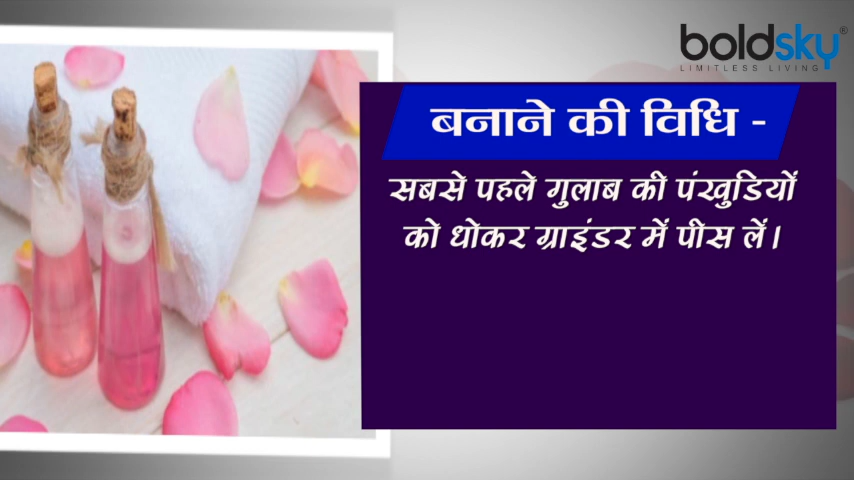 boldsky®
LIMITLESS LIVING
बनाने की विधि -
सबसे पहले गुलाब की पंखुडियों
को धोकर ग्राइंडर में पीस लें।